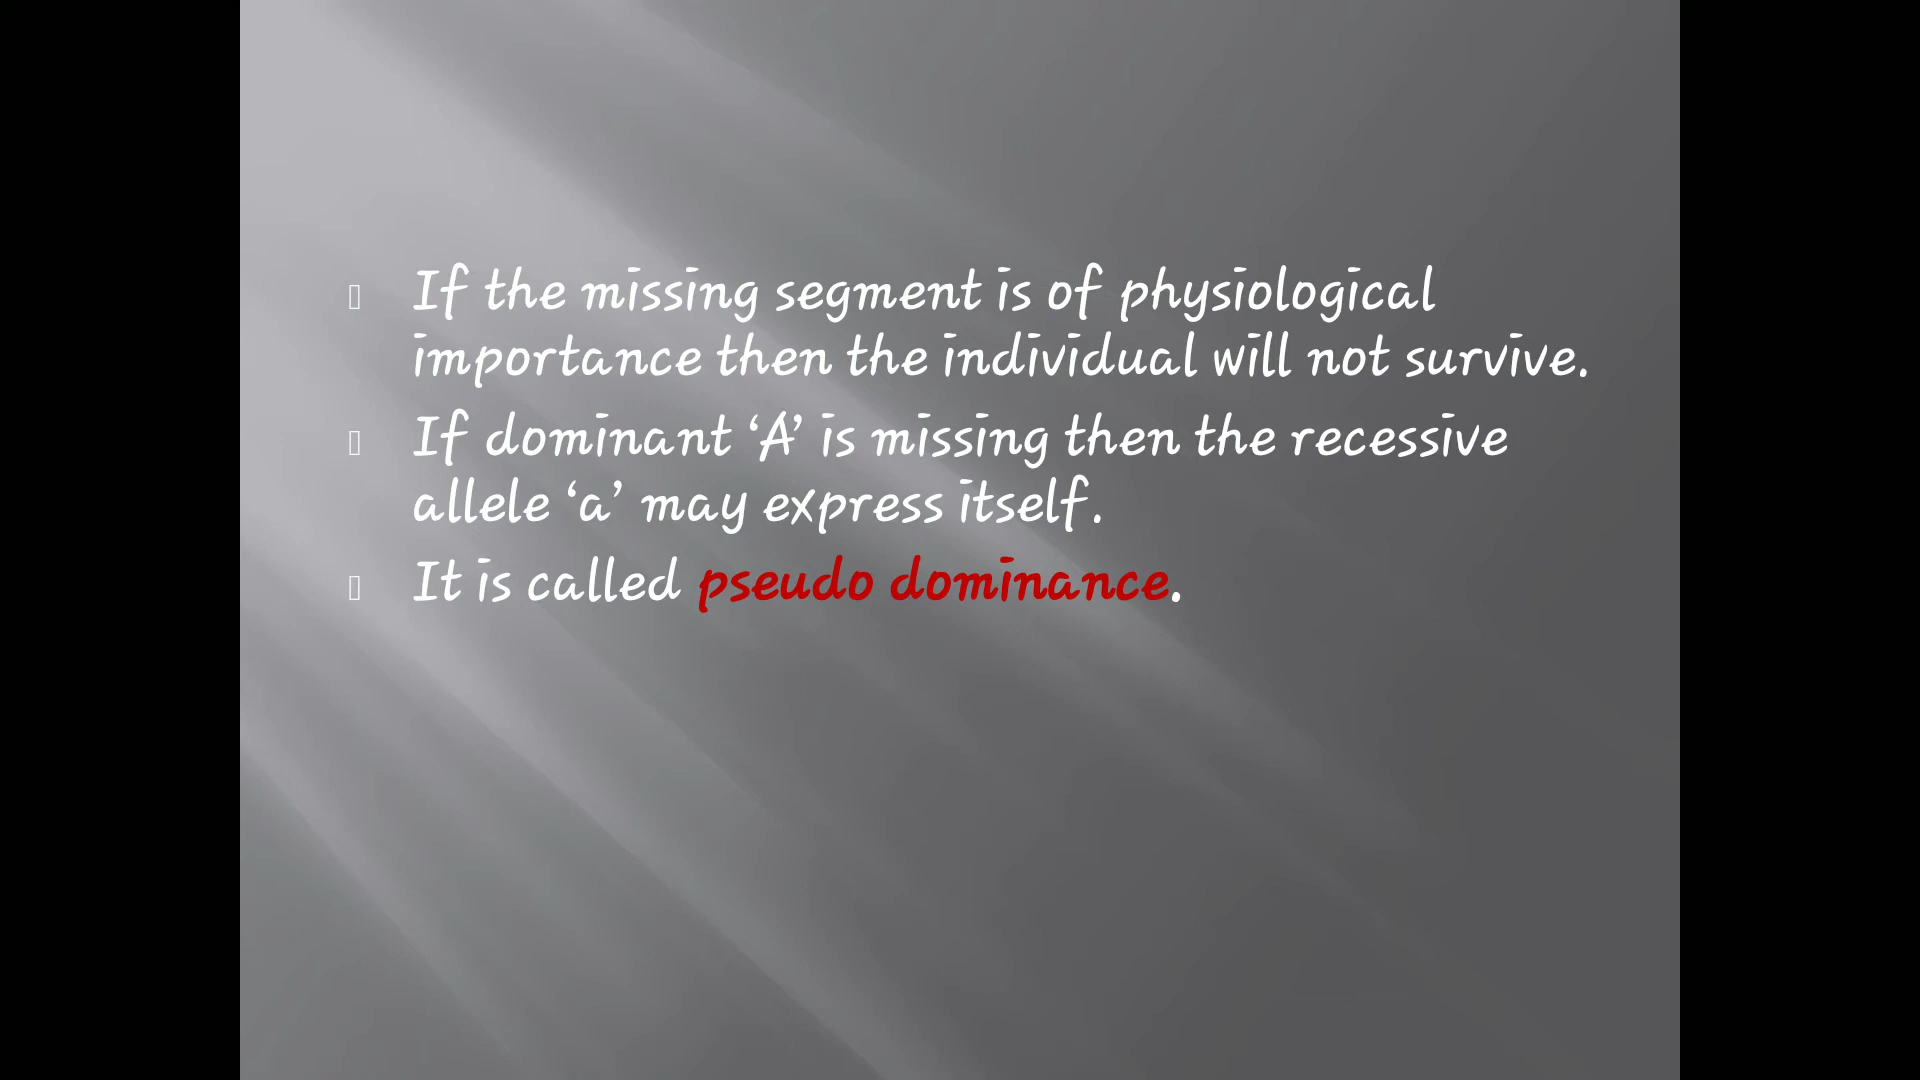 If the missing segment is of physiological
importance then the individual will not survive.
If dominant ‘A’ is missing then the recessive
allele ‘a’ may express itself.
It is called pseudo dominance.